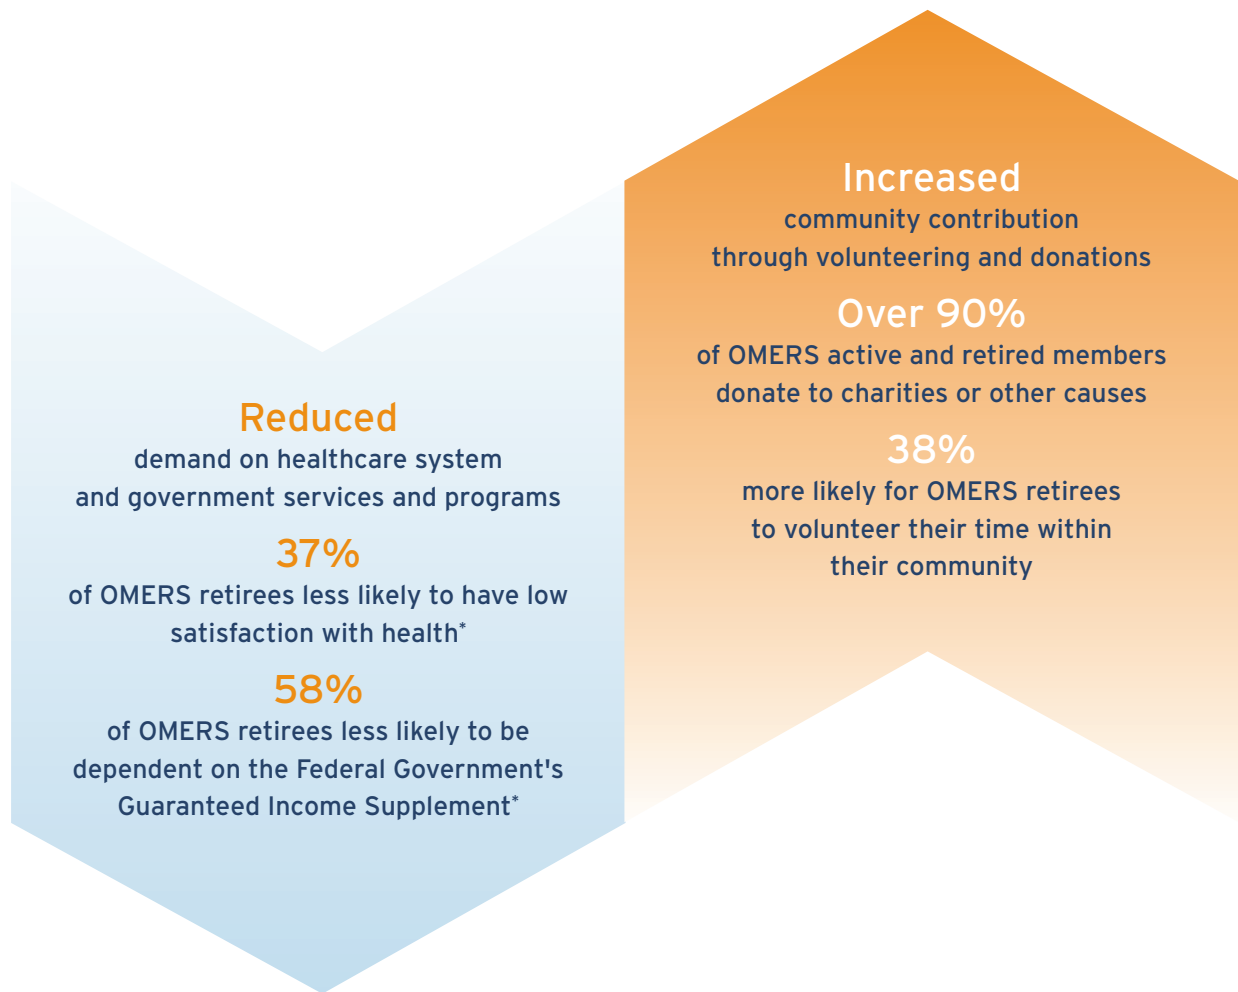 Reduced
demand on healthcare system
and government services and programs
37%
of OMERS retirees less likely to have low
satisfaction with health*
58%
of OMERS retirees less likely to be
dependent on the Federal Government's
Guaranteed Income Supplement*
Increased
community contribution
through volunteering and donations
Over 90%
of OMERS active and retired members
donate to charities or other causes
38%
more likely for OMERS retirees
to volunteer their time within
their community